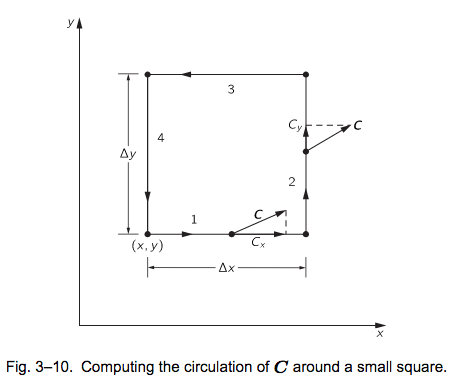 y
3
C_y
C
4
Δy
2
1
C
(x, y)
C_x
Δx
x
Fig. 3–10. Computing the circulation of C around a small square.